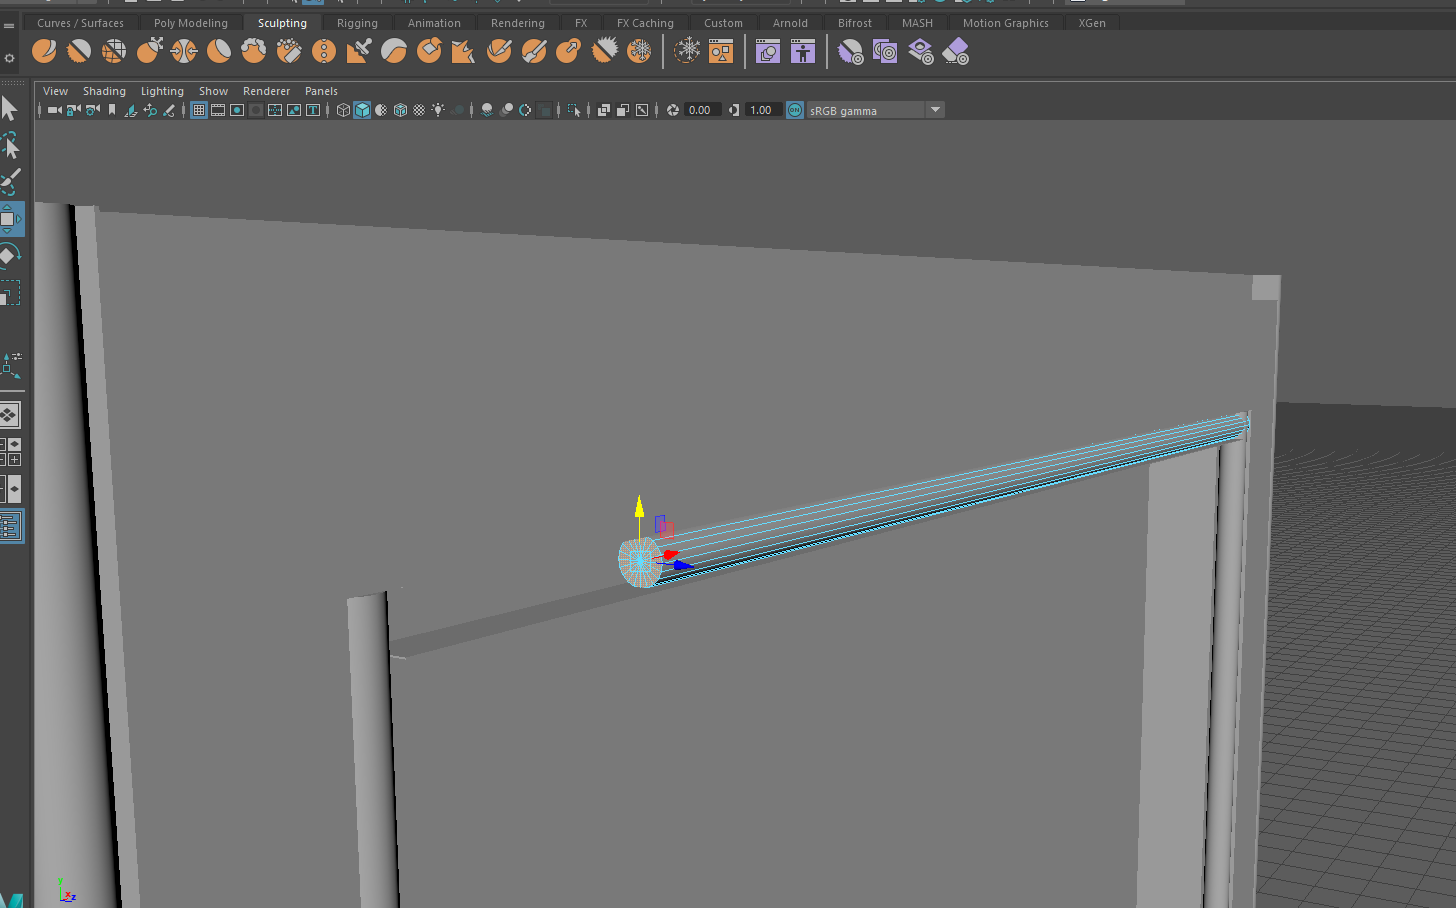 Curves / Surfaces Poly Modeling Sculpting Rigging Animation Rendering FX FX Caching Custom Arnold Bifrost MASH Motion Graphics XGen
View Shading Lighting Show Renderer Panels
0.00 1.00 ON sRGB gamma
Y
X
Z